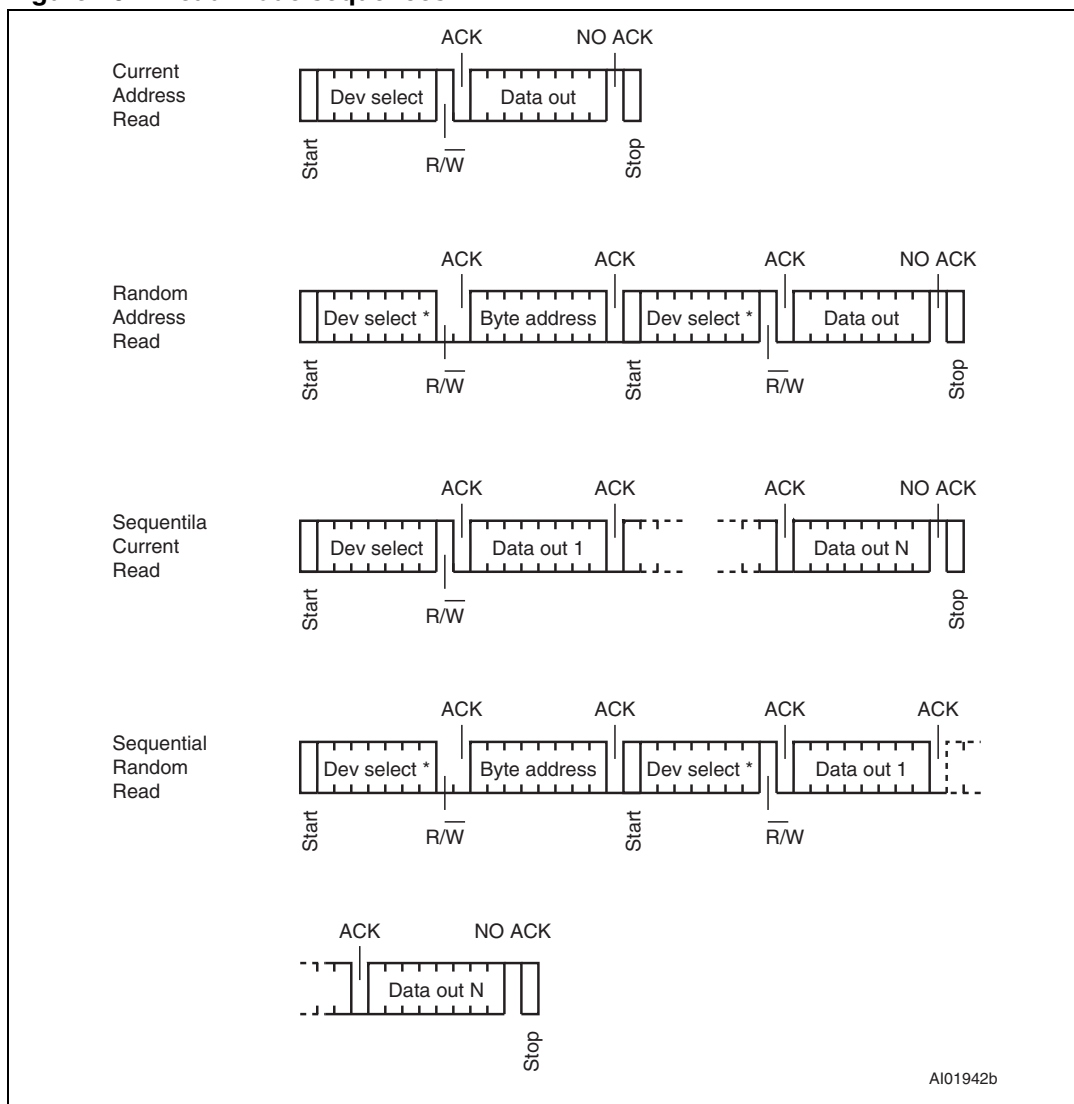 ACK NO ACK
Current
Address
Read
Dev select Data out
Start R/W Stop
ACK ACK ACK NO ACK
Random
Address
Read
Dev select * Byte address Dev select * Data out
Start R/W Start R/W Stop
ACK ACK ACK NO ACK
Sequentila
Current
Read
Dev select Data out 1 Data out N
Start R/W Stop
ACK ACK ACK ACK
Sequential
Random
Read
Dev select * Byte address Dev select * Data out 1
Start R/W Start R/W
ACK NO ACK
Data out N
Stop
AI01942b